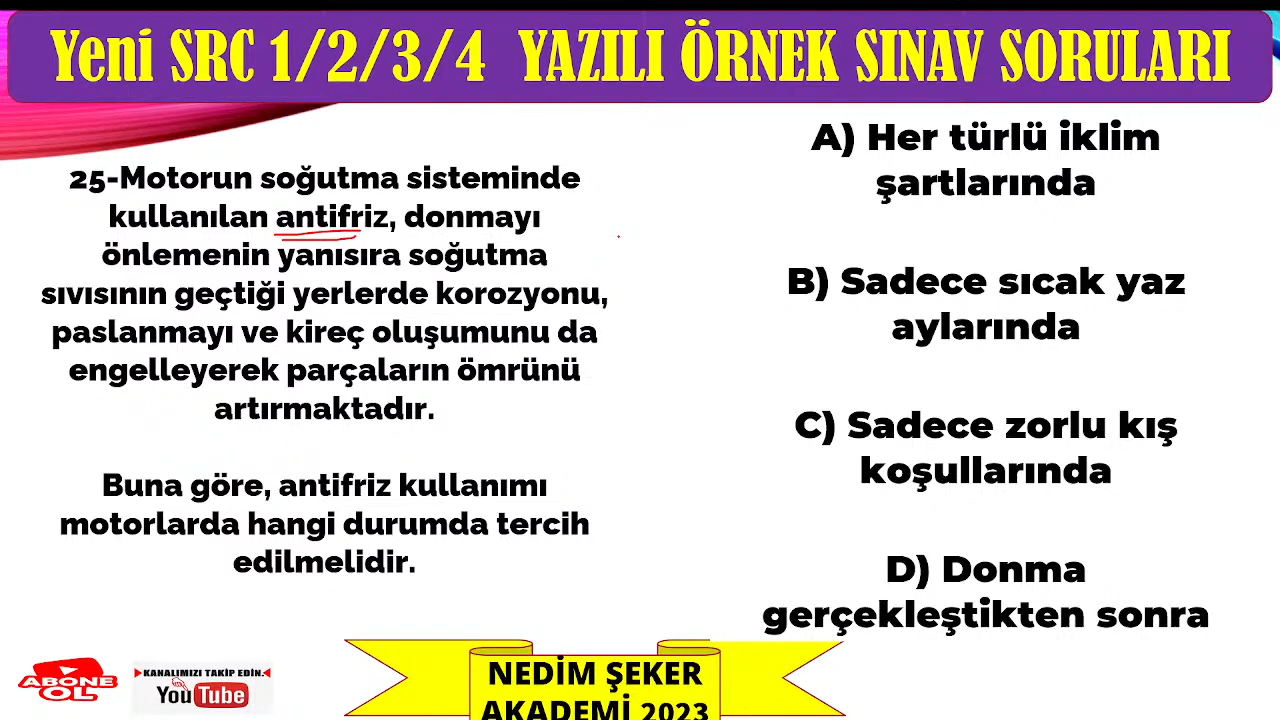 Yeni SRC 1/2/3/4 YAZILI ÖRNEK SINAV SORULARI
25-Motorun soğutma sisteminde
kullanılan antifriz, donmayı
önlemenin yanısıra soğutma
sıvısının geçtiği yerlerde korozyonu,
paslanmayı ve kireç oluşumunu da
engelleyerek parçaların ömrünü
artırmaktadır.
Buna göre, antifriz kullanımı
motorlarda hangi durumda tercih
edilmelidir.
A) Her türlü iklim
şartlarında
B) Sadece sıcak yaz
aylarında
C) Sadece zorlu kış
koşullarında
D) Donma
gerçekleştikten sonra
ABONE
OL
KANALIMIZI TAKİP EDİN.
YouTube
NEDİM ŞEKER
AKADEMİ 2023